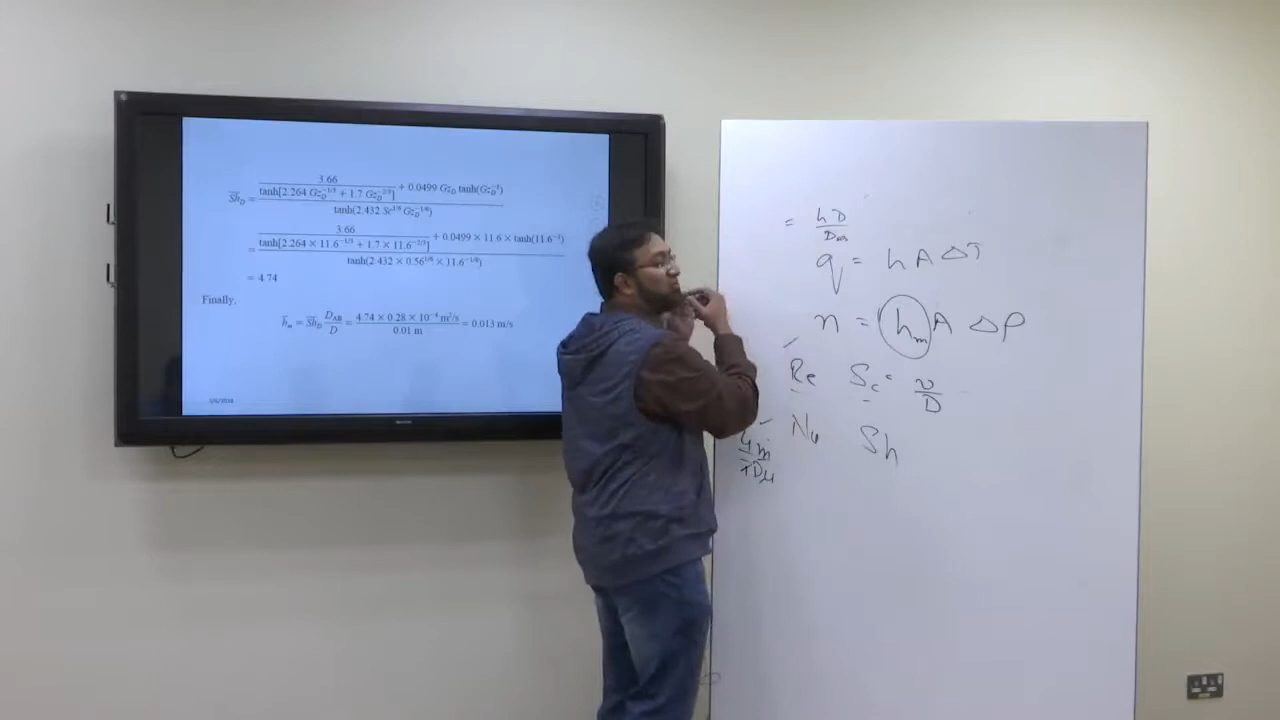 Sh_D = (3.66 / tanh[2.264 Gz_D^-1/3 + 1.7 Gz_D^-2/3] + 0.0499 Gz_D tanh(Gz_D^-1)) / tanh(2.432 Sc^1/6 Gz_D^-1/6)
= (3.66 / tanh[2.264 × 11.6^-1/3 + 1.7 × 11.6^-2/3] + 0.0499 × 11.6 × tanh(11.6^-1)) / tanh(2.432 × 0.56^1/6 × 11.6^-1/6)
= 4.74
Finally,
h_m = Sh_D D_AB / D = 4.74 × 0.28 × 10^-4 m²/s / 0.01 m = 0.013 m/s
= hD / D_AB
q = h A ΔT
n = h_m A Δρ
Re Sc = ν / D
Nu Sh
4ṁ / πDμ